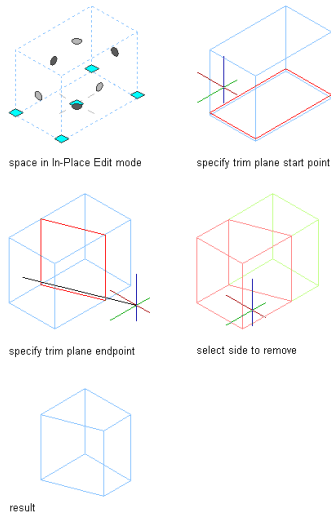 space in In-Place Edit mode
specify trim plane start point
specify trim plane endpoint
select side to remove
result